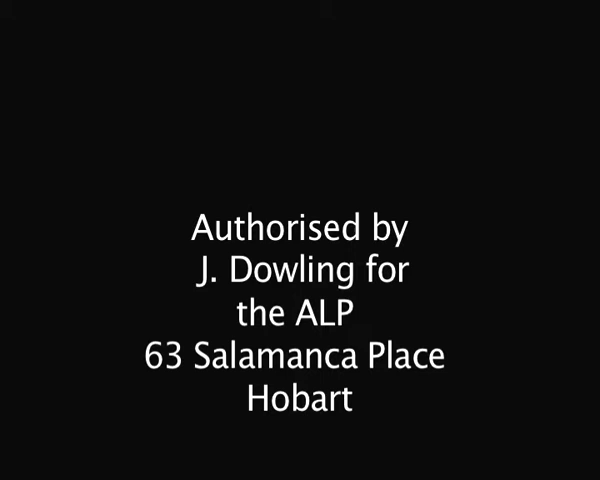 Authorised by
J. Dowling for
the ALP
63 Salamanca Place
Hobart